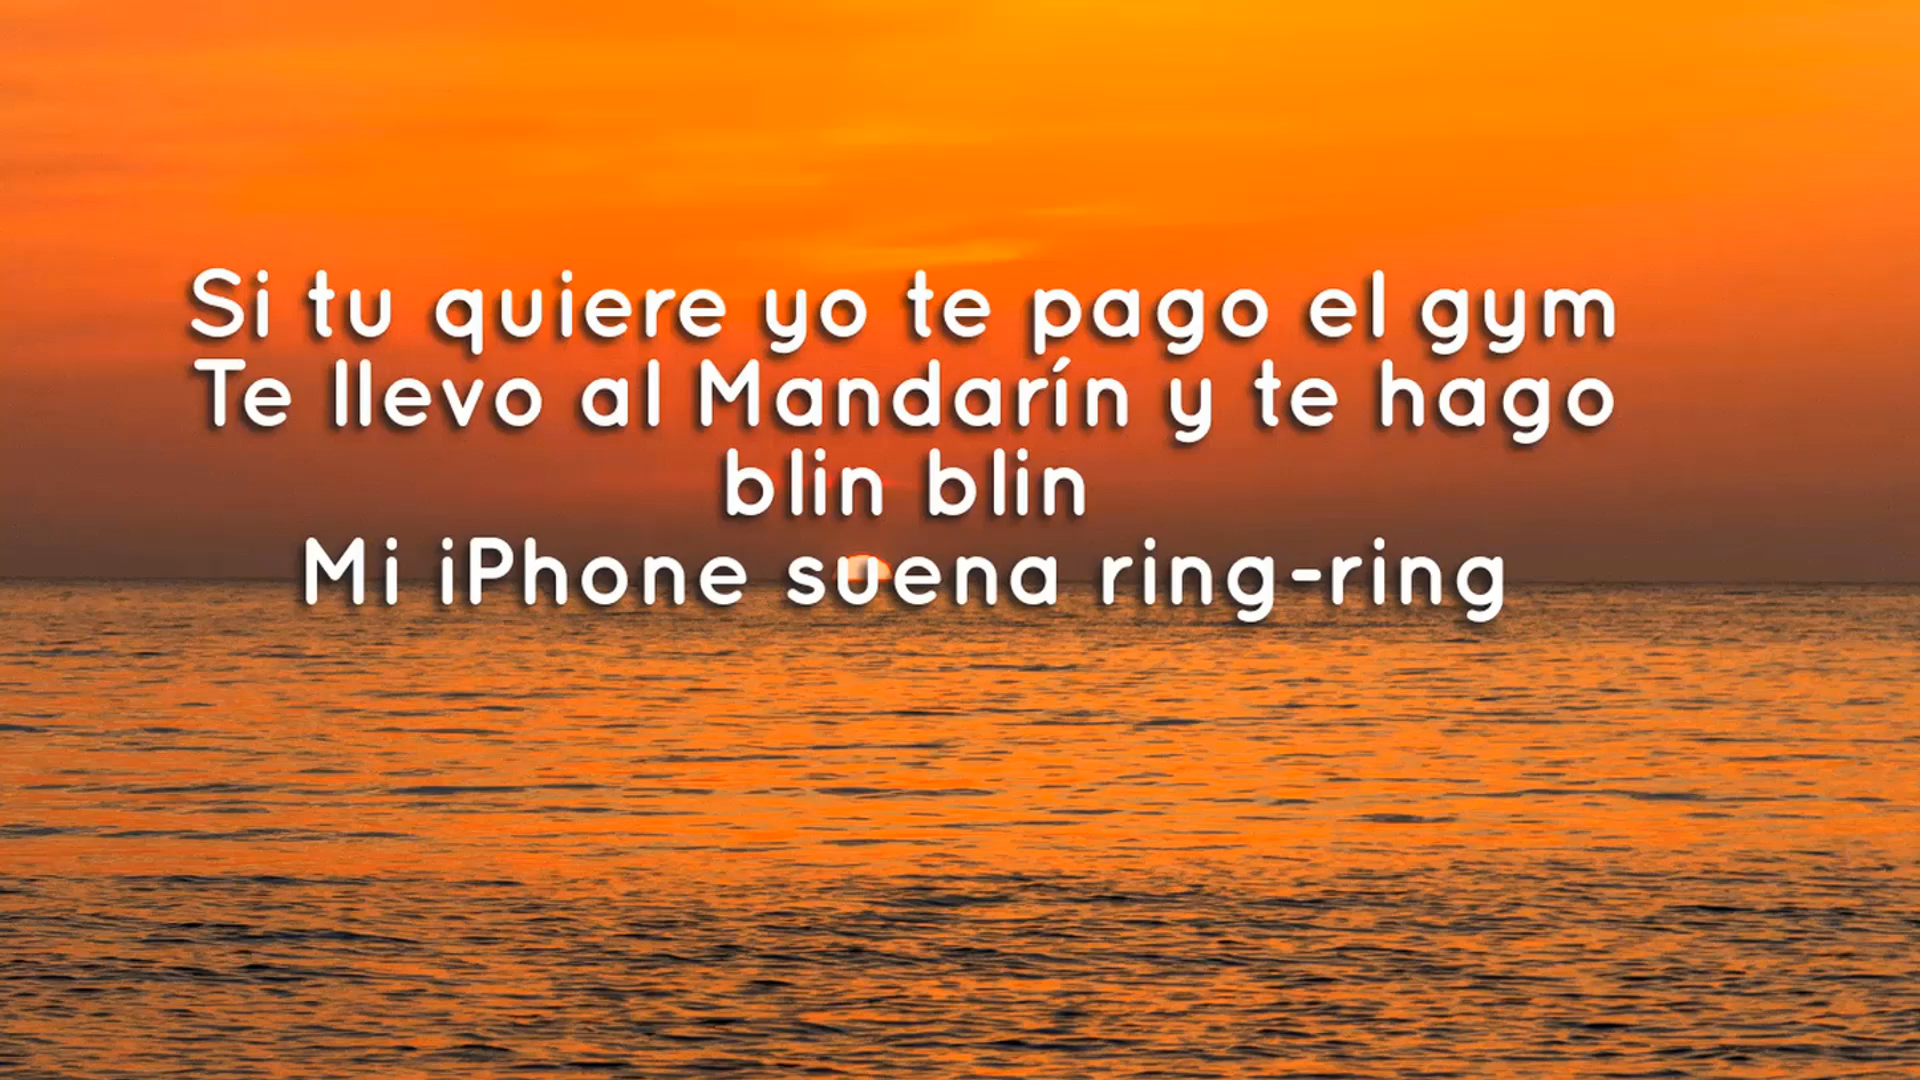 Si tu quiere yo te pago el gym
Te llevo al Mandarín y te hago
blin blin
Mi iPhone suena ring-ring